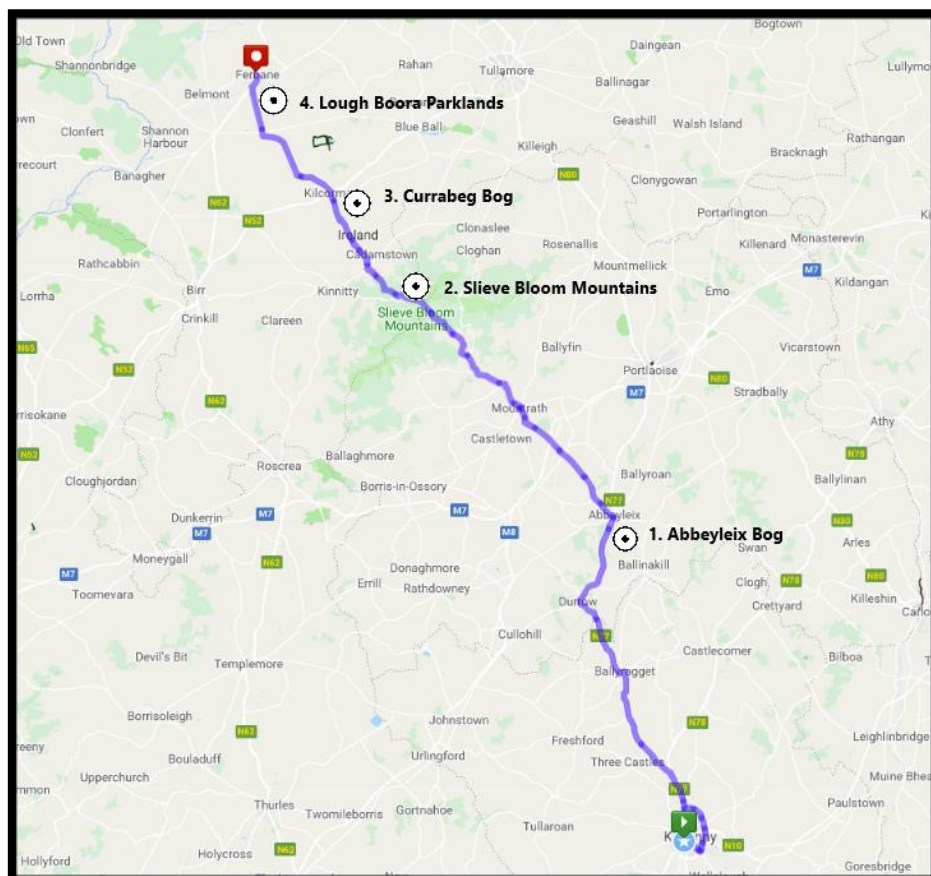 Bogtown
Old Town
Daingean
Shannonbridge
Ferbane
Rahan
Tullamore
Lullymo
Ballinagar
Belmont
4. Lough Boora Parklands
Clonfert
Shannon
Harbour
Blue Ball
Geashill
Walsh Island
Rathangan
Killeigh
Bracknagh
Banagher
N80
Clonygowan
N62
3. Currabeg Bog
Portarlington
N52
Ireland
Clonaslee
Rosenallis
Killenard
Monasterevin
Cadamstown
Cloghan
Rathcabbin
Mountmellick
M7
Kildangan
Birr
Kinnitty
2. Slieve Bloom Mountains
Emo
Lorrha
Crinkill
Clareen
Slieve Bloom
Mountains
Ballyfin
Vicarstown
N65
N52
Portlaoise
N80
M7
Stradbally
N62
Mountrath
Athy
Castletown
N52
Ballaghmore
N78
Roscrea
Ballyroan
Ballylinan
Cloughjordan
Borris-in-Ossory
N77
M7
Abbeyleix
Dunkerrin
M7
M7
M8
1. Abbeyleix Bog
Moneygall
N62
Swan
Arles
M7
Donaghmore
Ballinakill
Toomevara
Errill
Rathdowney
Clogh
N78
N80
Killeshin
Durrow
Crettyard
Cullohill
Devil's Bit
Castlecomer
Templemore
Ballyragget
Bilboa
Borrisoleigh
Johnstown
N78
N62
Freshford
Leighlinbridge
Bouladuff
Urlingford
Three Castles
Upperchurch
Thurles
Gortnahoe
Paulstown
Twomileborris
Tullaroan
N10
Hollyford
Holycross
N62
Goresbridge